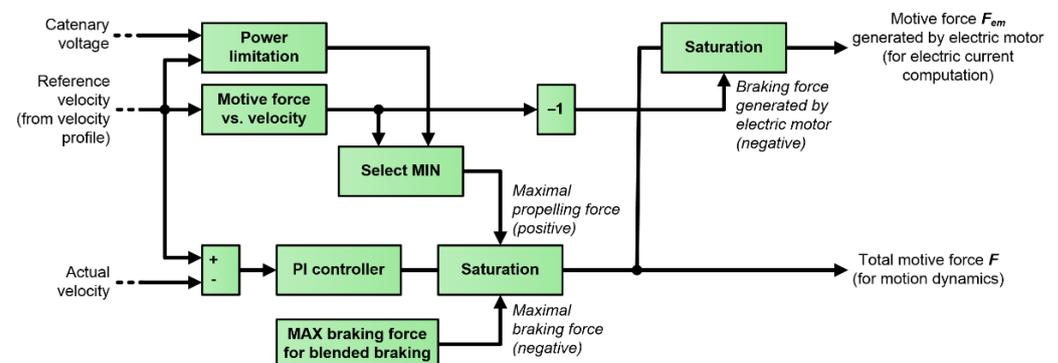 Catenary
voltage
Power
limitation
Saturation
Motive force Fem
generated by electric motor
(for electric current
computation)
Reference
velocity
(from velocity
profile)
Motive force
vs. velocity
–1
Braking force
generated by
electric motor
(negative)
Select MIN
Maximal
propelling force
(positive)
Actual
velocity
+
-
PI controller
Saturation
Total motive force F
(for motion dynamics)
MAX braking force
for blended braking
Maximal
braking force
(negative)